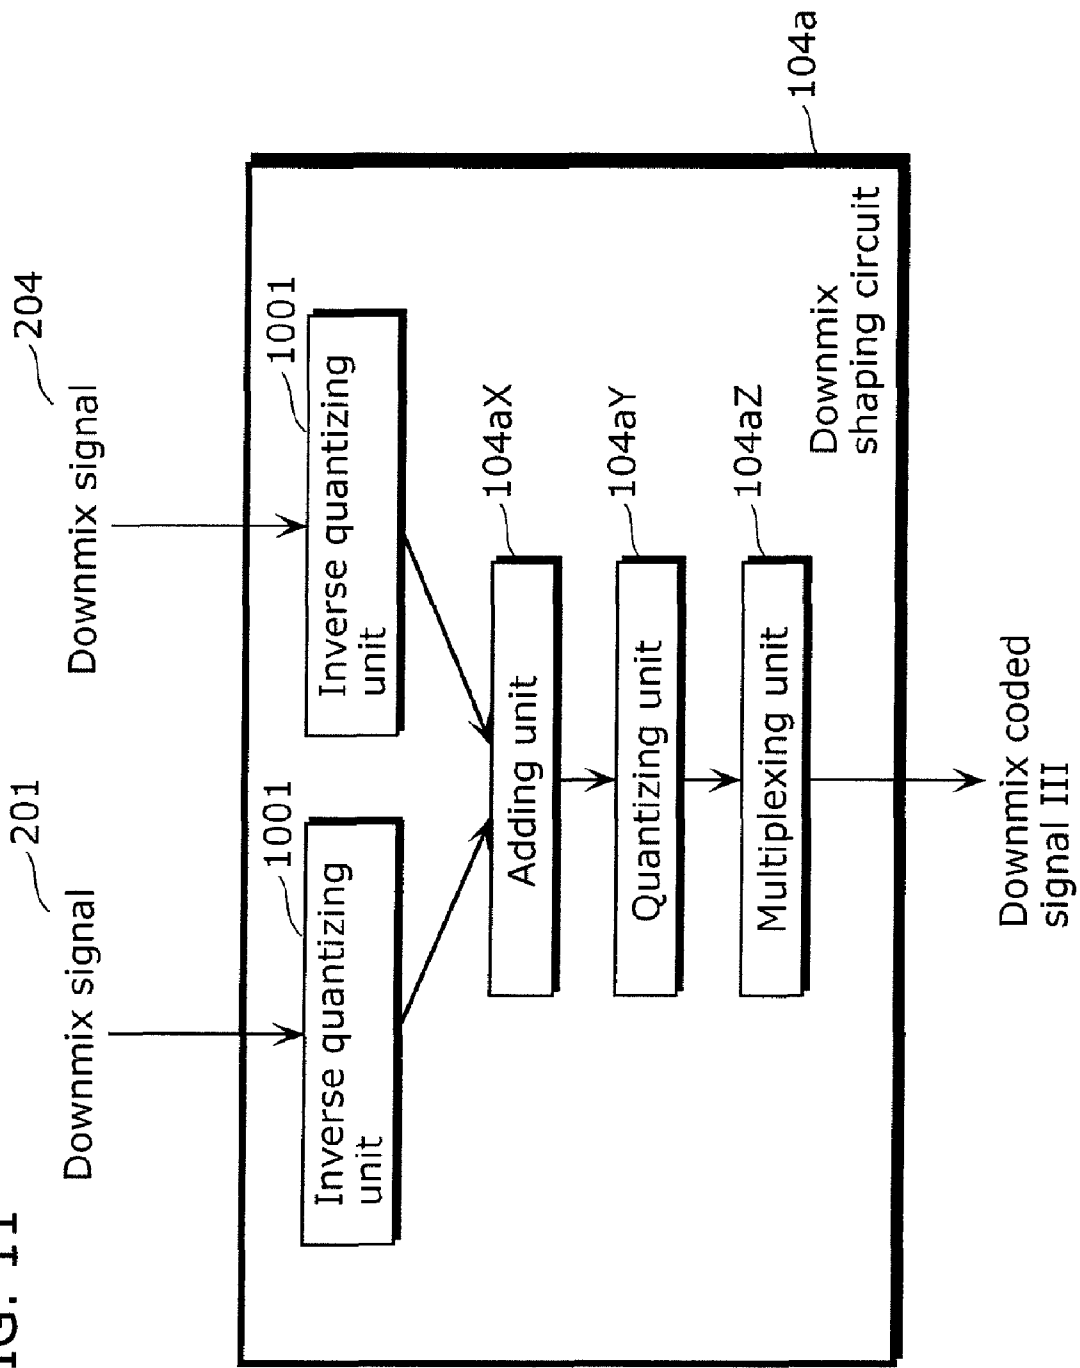 IG. 11
201
204
Downmix signal
Downmix signal
1001
1001
Inverse quantizing
unit
Inverse quantizing
unit
104aX
Adding unit
104aY
Quantizing unit
104aZ
Multiplexing unit
Downmix
shaping circuit
104a
Downmix coded
signal III